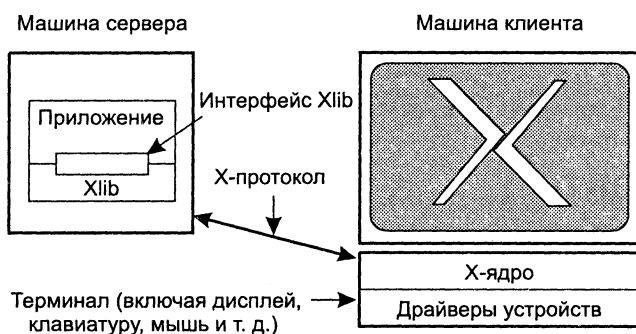 Машина сервера
Машина клиента
Интерфейс Xlib
Приложение
Xlib
X-протокол
X-ядро
Драйверы устройств
Терминал (включая дисплей,
клавиатуру, мышь и т. д.)